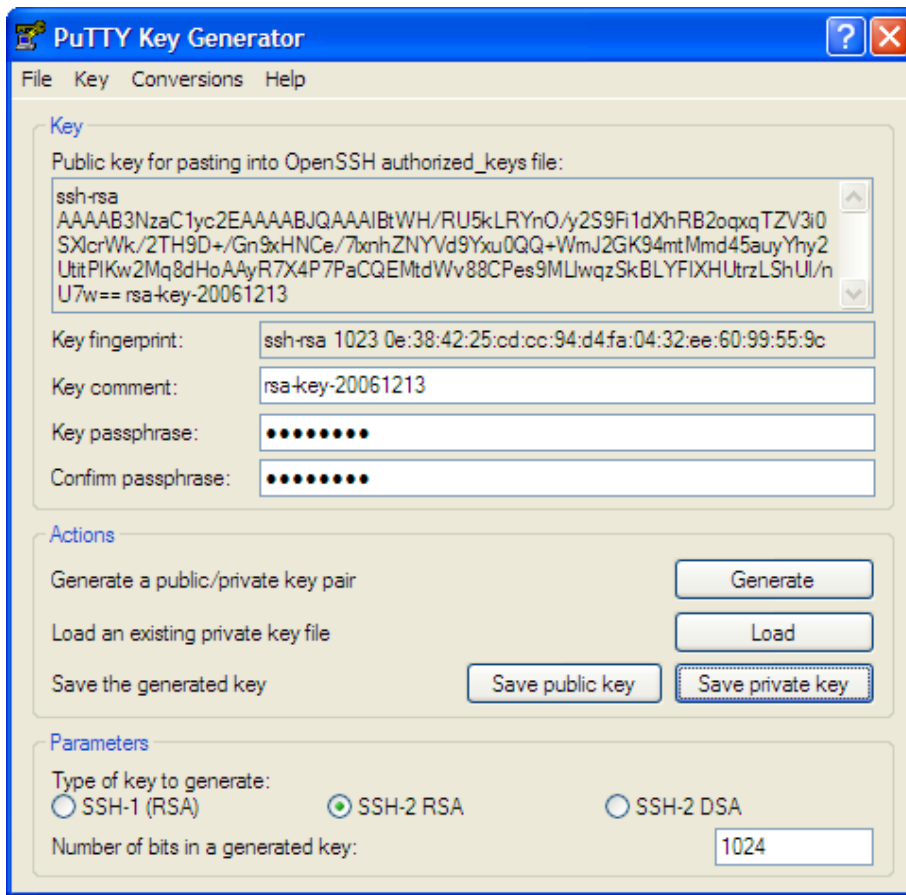 PuTTY Key Generator
File Key Conversions Help
Key
Public key for pasting into OpenSSH authorized_keys file:
ssh-rsa
AAAAB3NzaC1yc2EAAAABJQAAAIBtWH/RU5kLRYnO/y2S9Fi1dXhRB2oqxqTZV3i0
SXlcrWk/2TH9D+/Gn9xHNCe/7lxnhZNYVd9Yxu0QQ+WmJ2GK94mtMmd45auyYhy2
UtitPlKw2Mq8dHoAAyR7X4P7PaCQEMtdWv88CPes9MLlwqzSkBLYFlXHUtrzLShUl/n
U7w== rsa-key-20061213
Key fingerprint: ssh-rsa 1023 0e:38:42:25:cd:cc:94:d4:fa:04:32:ee:60:99:55:9c
Key comment: rsa-key-20061213
Key passphrase: ●●●●●●●●
Confirm passphrase: ●●●●●●●●
Actions
Generate a public/private key pair Generate
Load an existing private key file Load
Save the generated key Save public key Save private key
Parameters
Type of key to generate:
SSH-1 (RSA) SSH-2 RSA SSH-2 DSA
Number of bits in a generated key: 1024